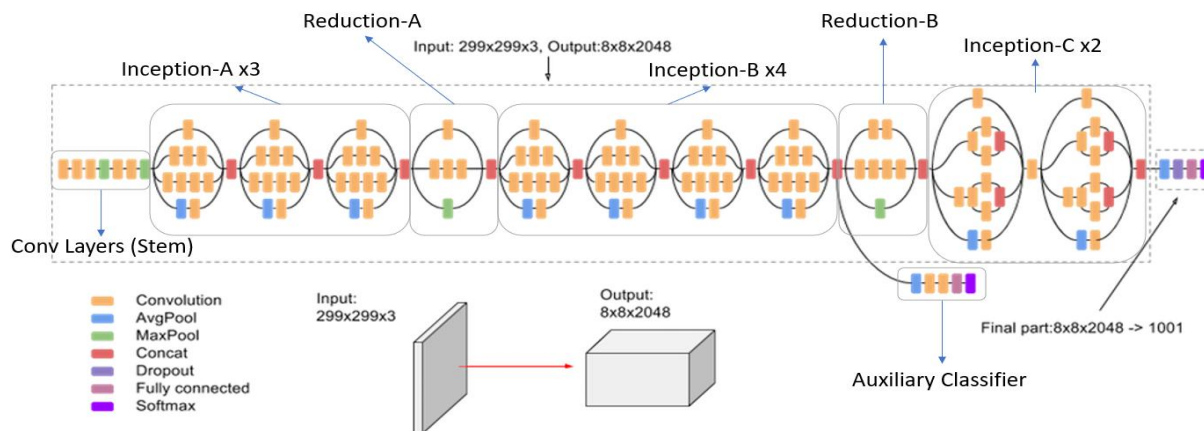 Reduction-A
Reduction-B
Input: 299x299x3, Output:8x8x2048
Inception-C x2
Inception-A x3
Inception-B x4
Conv Layers (Stem)
Convolution
AvgPool
MaxPool
Concat
Dropout
Fully connected
Softmax
Input:
299x299x3
Output:
8x8x2048
Final part:8x8x2048 -> 1001
Auxiliary Classifier